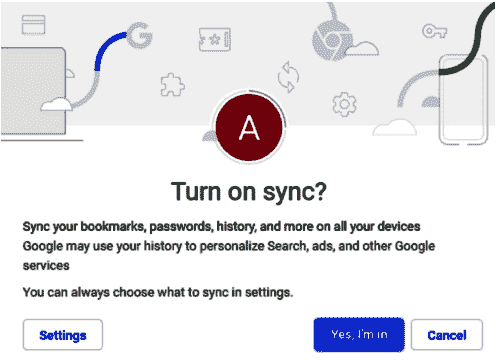 A
Turn on sync?
Sync your bookmarks, passwords, history, and more on all your devices
Google may use your history to personalize Search, ads, and other Google
services
You can always choose what to sync in settings.
Settings Yes, I'm in Cancel